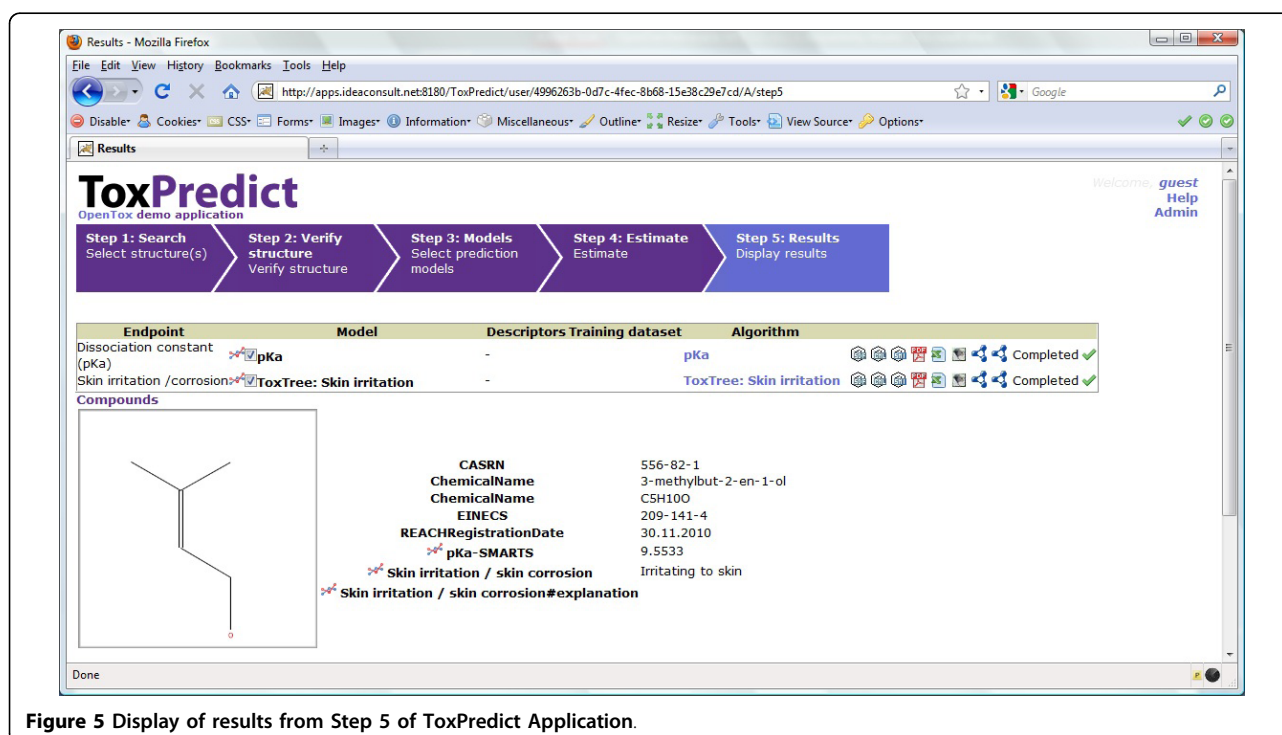 Results - Mozilla Firefox
File Edit View History Bookmarks Tools Help
http://apps.ideaconsult.net:8180/ToxPredict/user/4996263b-0d7c-4fec-8b68-15e38c29e7cd/A/step5
Google
Disable Cookies CSS Forms Images Information Miscellaneous Outline Resize Tools View Source Options
Results
ToxPredict
OpenTox demo application
Welcome, guest
Help
Admin
Step 1: Search
Select structure(s)
Step 2: Verify
structure
Verify structure
Step 3: Models
Select prediction
models
Step 4: Estimate
Estimate
Step 5: Results
Display results
Endpoint Model Descriptors Training dataset Algorithm
Dissociation constant
(pKa)
pKa - pKa Completed
Skin irritation /corrosion ToxTree: Skin irritation - ToxTree: Skin irritation Completed
Compounds
CASRN 556-82-1
ChemicalName 3-methylbut-2-en-1-ol
ChemicalName C5H10O
EINECS 209-141-4
REACHRegistrationDate 30.11.2010
pKa-SMARTS 9.5533
Skin irritation / skin corrosion Irritating to skin
Skin irritation / skin corrosion#explanation
O
Done
Figure 5 Display of results from Step 5 of ToxPredict Application.